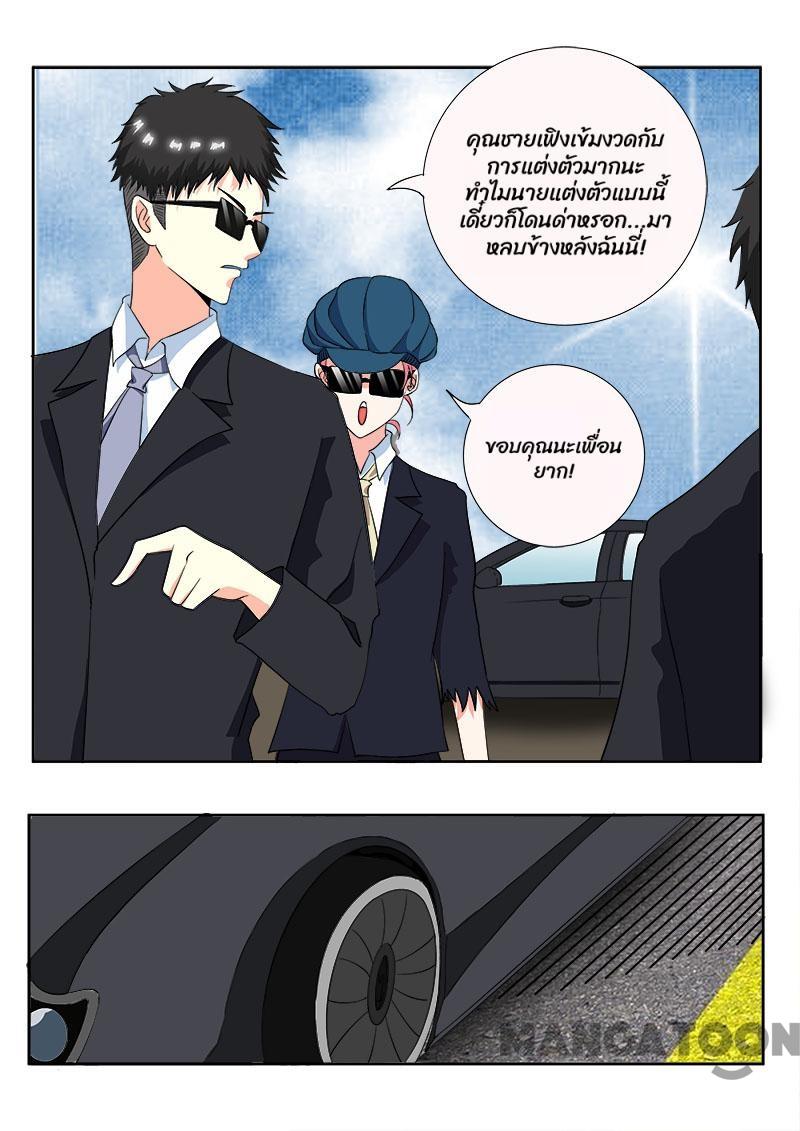 คุณชายเฟิงเข้มงวดกับ
การแต่งตัวมากนะ
ทำไมนายแต่งตัวแบบนี้
เดี๋ยวก็โดนด่าหรอก...มา
หลบข้างหลังฉันนี่!
ขอบคุณนะเพื่อน
ยาก!
MANGATOON